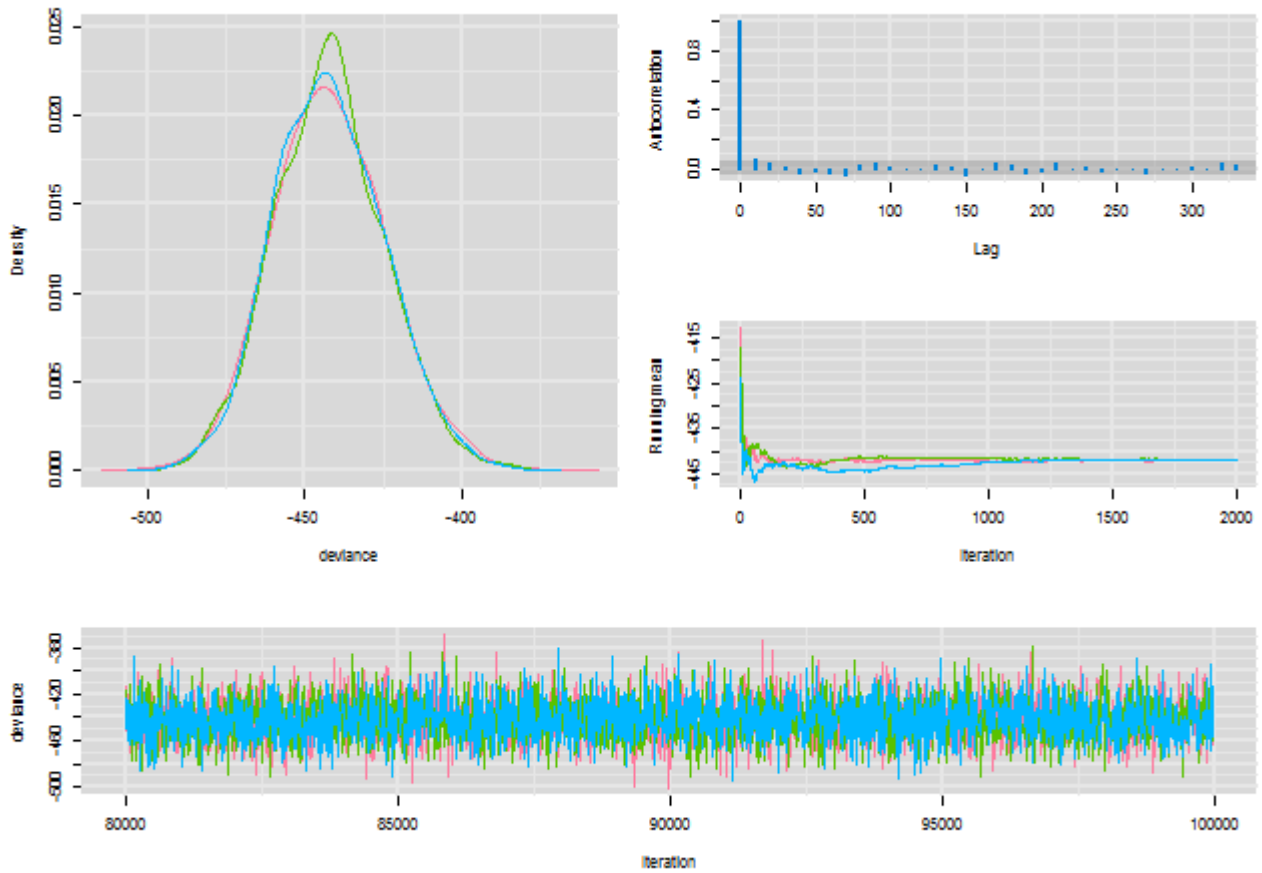 0.000 0.005 0.010 0.015 0.020 0.025
Density
-500 -450 -400
deviance
0.0 0.4 0.8
Autocorrelation
0 50 100 150 200 250 300
Lag
-445 -435 -425 -415
Running mean
0 500 1000 1500 2000
Iteration
-500 -460 -420 -380
deviance
80000 85000 90000 95000 100000
Iteration